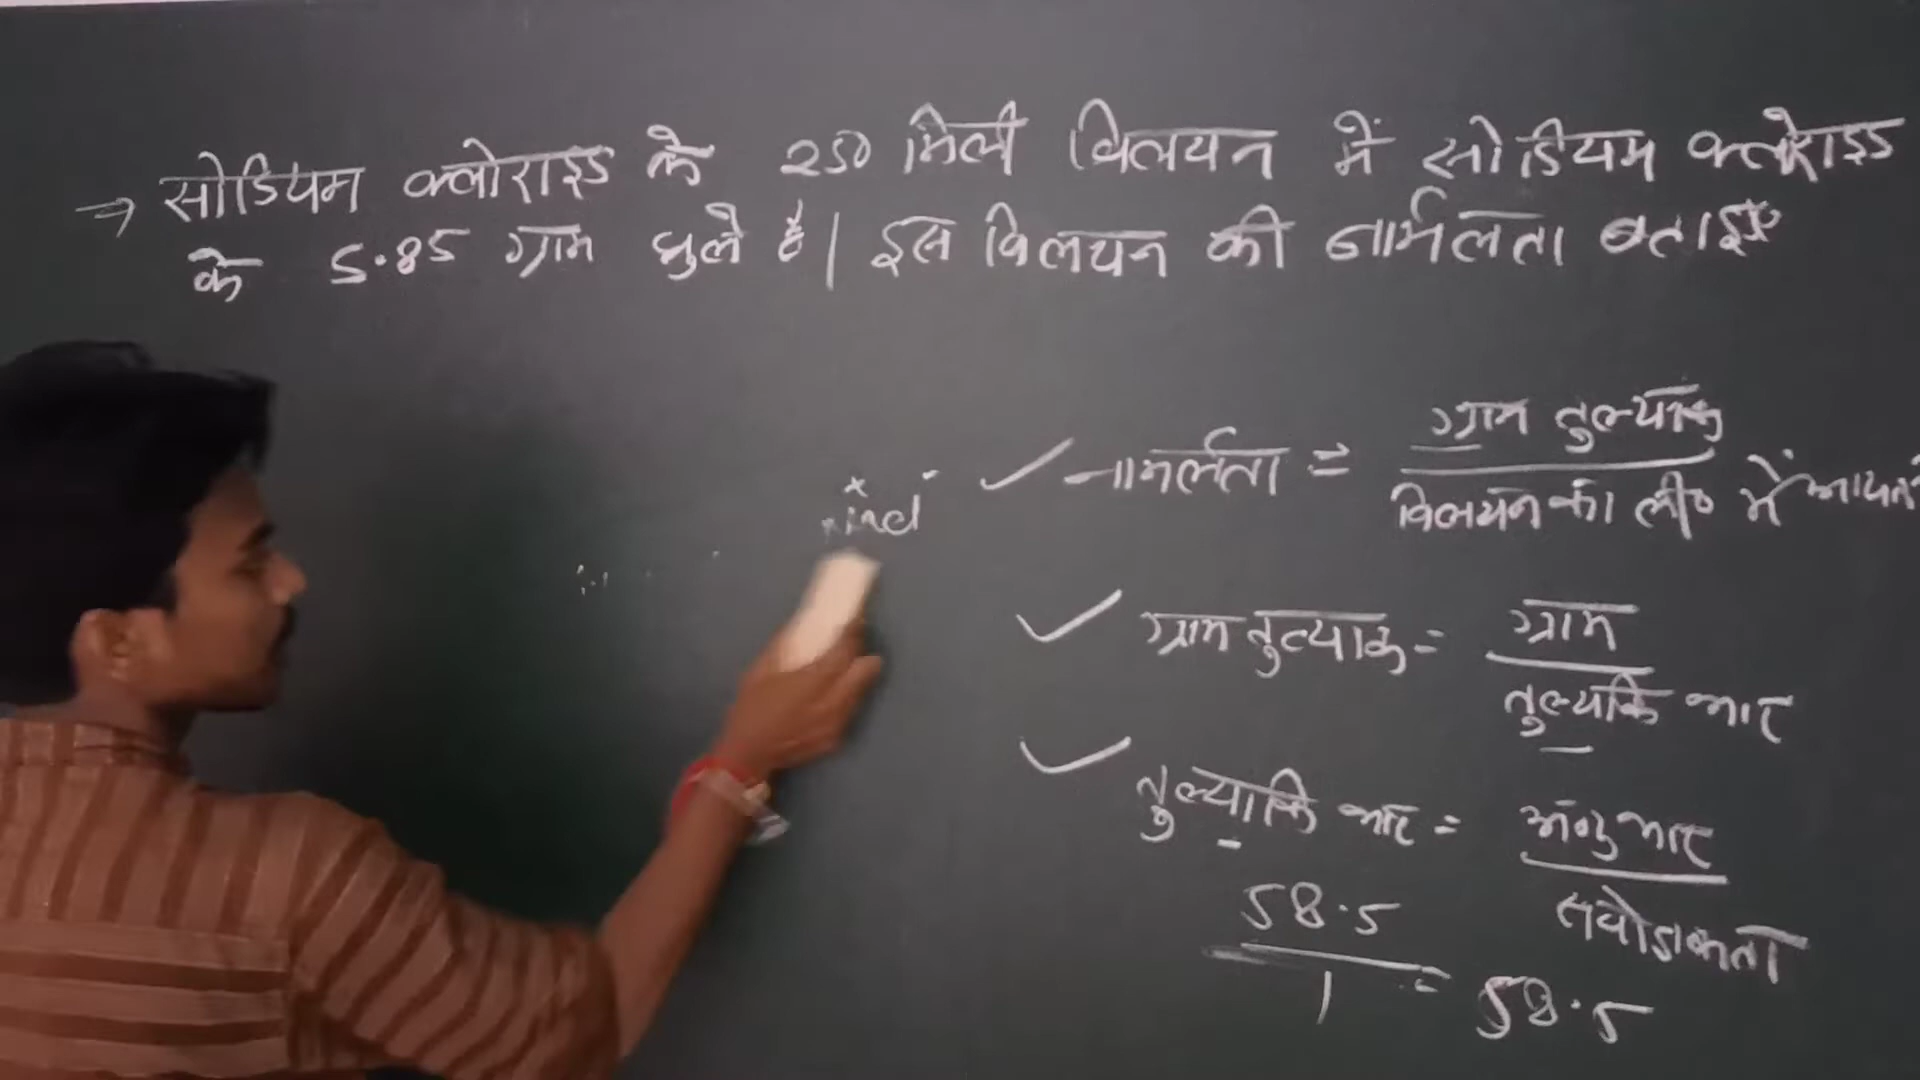 → सोडियम क्लोराइड के 250 मिली विलयन में सोडियम क्लोराइड
के 5.85 ग्राम घुले है| इस विलयन की नार्मलता बताइए
नार्मलता = ग्राम तुल्यांक
विलयन का ली० में आयतन
ग्राम तुल्यांक = ग्राम
तुल्यांकि भार
तुल्यांकि भार = अणु भार
संयोजकता
58.5
1 = 58.5